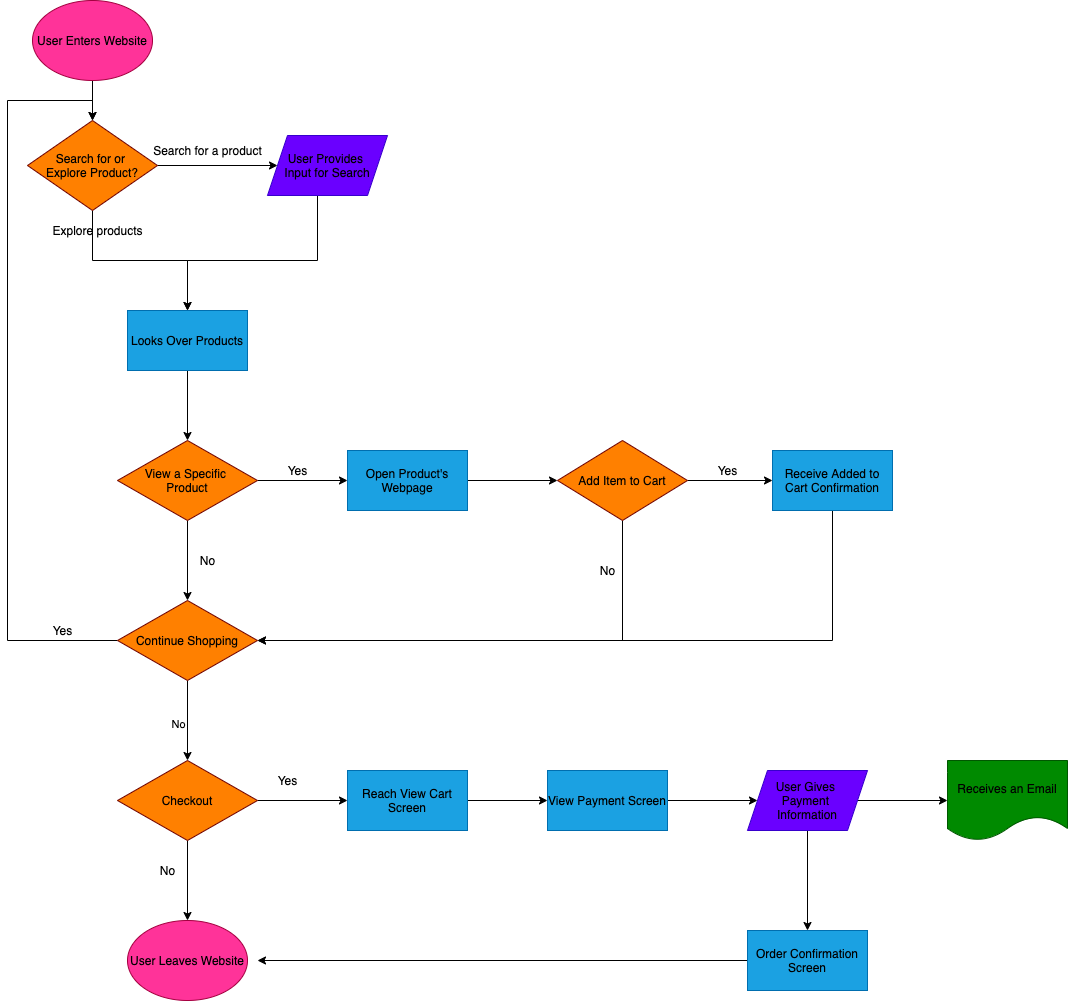 User Enters Website
Search for or
Explore Product?
Search for a product
User Provides
Input for Search
Explore products
Looks Over Products
View a Specific
Product
Yes
Open Product's
Webpage
Add Item to Cart
Yes
Receive Added to
Cart Confirmation
No
No
Yes
Continue Shopping
No
Checkout
Yes
Reach View Cart
Screen
View Payment Screen
User Gives
Payment
Information
Receives an Email
No
User Leaves Website
Order Confirmation
Screen